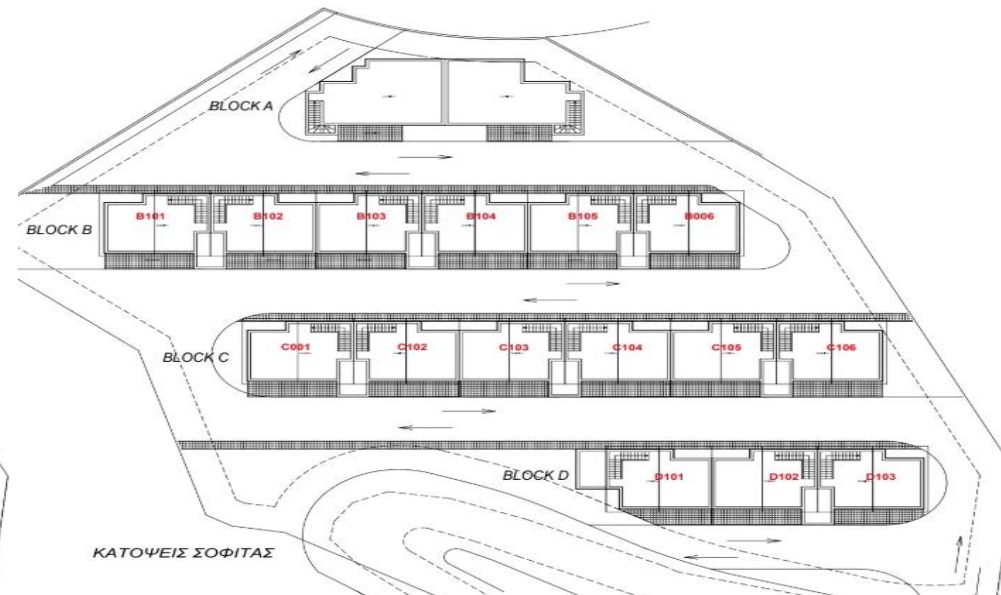 BLOCK A
B101 B102 B103 B104 B105 B006
BLOCK B
C001 C102 C103 C104 C105 C106
BLOCK C
BLOCK D
D101 D102 D103
ΚΑΤΟΨΕΙΣ ΣΟΦΙΤΑΣ